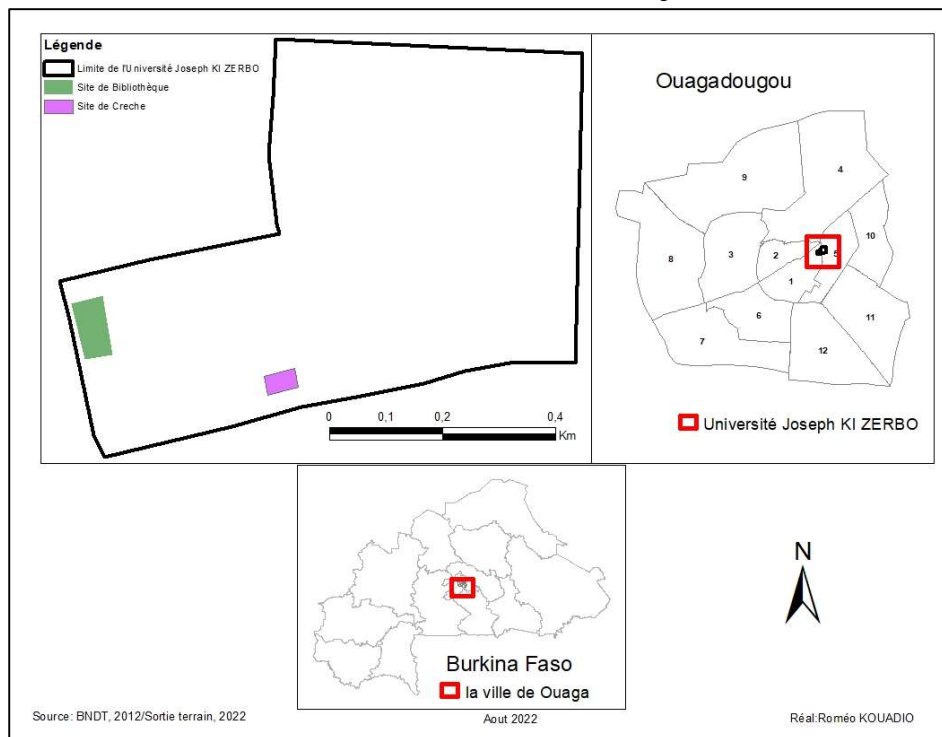 Légende
Limite de l'Université Joseph KI ZERBO
Site de Bibliothèque
Site de Creche
0 0,1 0,2 0,4
Km
Ouagadougou
9
4
10
8
3
2
5
1
6
11
7
12
Université Joseph KI ZERBO
Burkina Faso
la ville de Ouaga
N
Source: BNDT, 2012/Sortie terrain, 2022
Aout 2022
Réal:Roméo KOUADIO